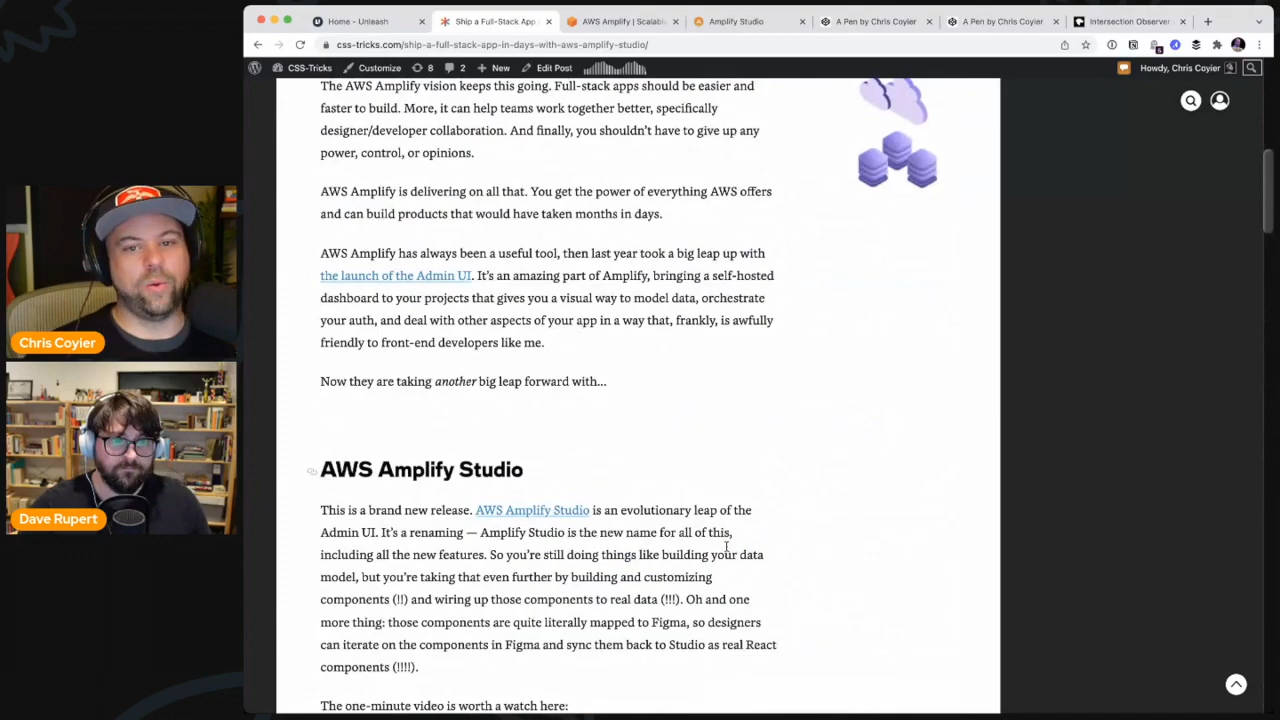 Home - Unleash
Ship a Full-Stack App
AWS Amplify | Scalable
Amplify Studio
A Pen by Chris Coyier
A Pen by Chris Coyier
Intersection Observer
css-tricks.com/ship-a-full-stack-app-in-days-with-aws-amplify-studio/
CSS-Tricks
Customize
8
2
New
Edit Post
Howdy, Chris Coyier
The AWS Amplify vision keeps this going. Full-stack apps should be easier and
faster to build. More, it can help teams work together better, specifically
designer/developer collaboration. And finally, you shouldn't have to give up any
power, control, or opinions.
AWS Amplify is delivering on all that. You get the power of everything AWS offers
and can build products that would have taken months in days.
AWS Amplify has always been a useful tool, then last year took a big leap up with
the launch of the Admin UI. It's an amazing part of Amplify, bringing a self-hosted
dashboard to your projects that gives you a visual way to model data, orchestrate
your auth, and deal with other aspects of your app in a way that, frankly, is awfully
friendly to front-end developers like me.
Now they are taking another big leap forward with...
AWS Amplify Studio
This is a brand new release. AWS Amplify Studio is an evolutionary leap of the
Admin UI. It's a renaming — Amplify Studio is the new name for all of this,
including all the new features. So you're still doing things like building your data
model, but you're taking that even further by building and customizing
components (!!) and wiring up those components to real data (!!!). Oh and one
more thing: those components are quite literally mapped to Figma, so designers
can iterate on the components in Figma and sync them back to Studio as real React
components (!!!!).
The one-minute video is worth a watch here:
Chris Coyier
Dave Rupert